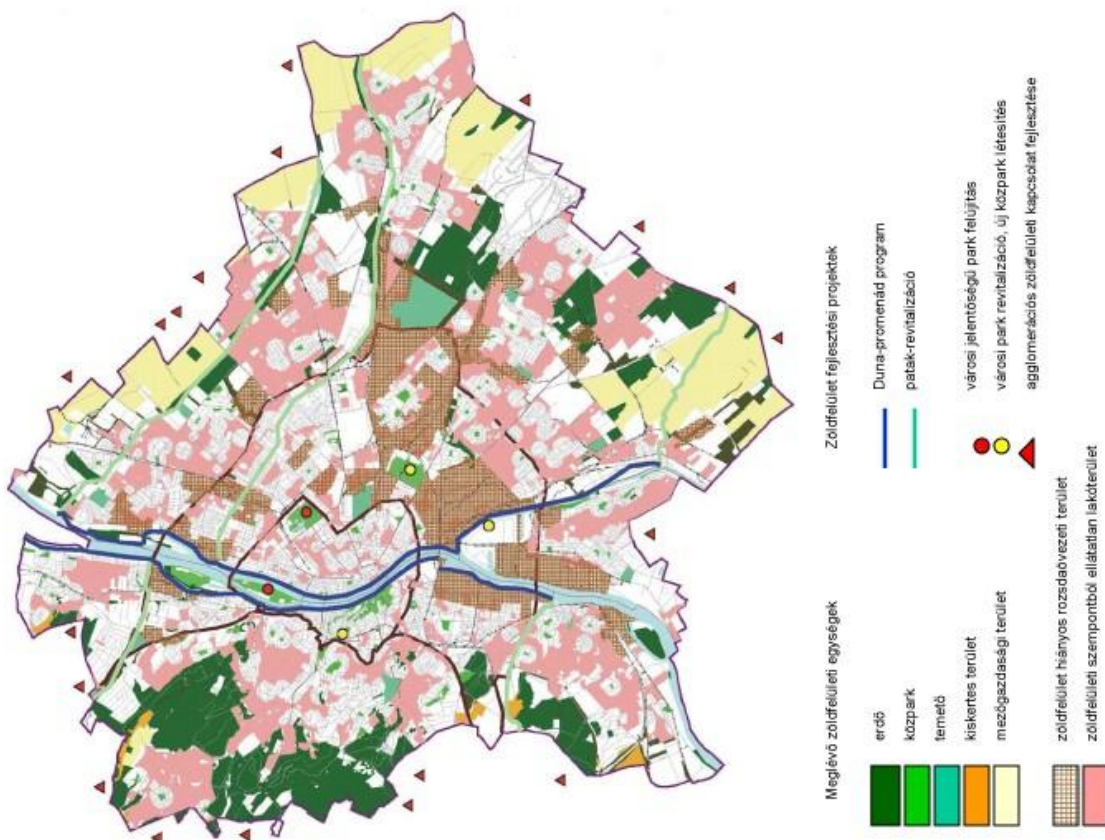 Meglévő zöldfelületi egységek
erdő
közpark
temető
kiskertes terület
mezőgazdasági terület
zöldfelület hiányos rozsdaövezeti terület
zöldfelületi szempontból ellátatlan lakóterület
Zöldfelület fejlesztési projektek
Duna-promenád program
patak-revitalizáció
városi jelentőségű park felújítás
városi park revitalizáció, új közpark létesítés
agglomerációs zöldfelületi kapcsolat fejlesztése